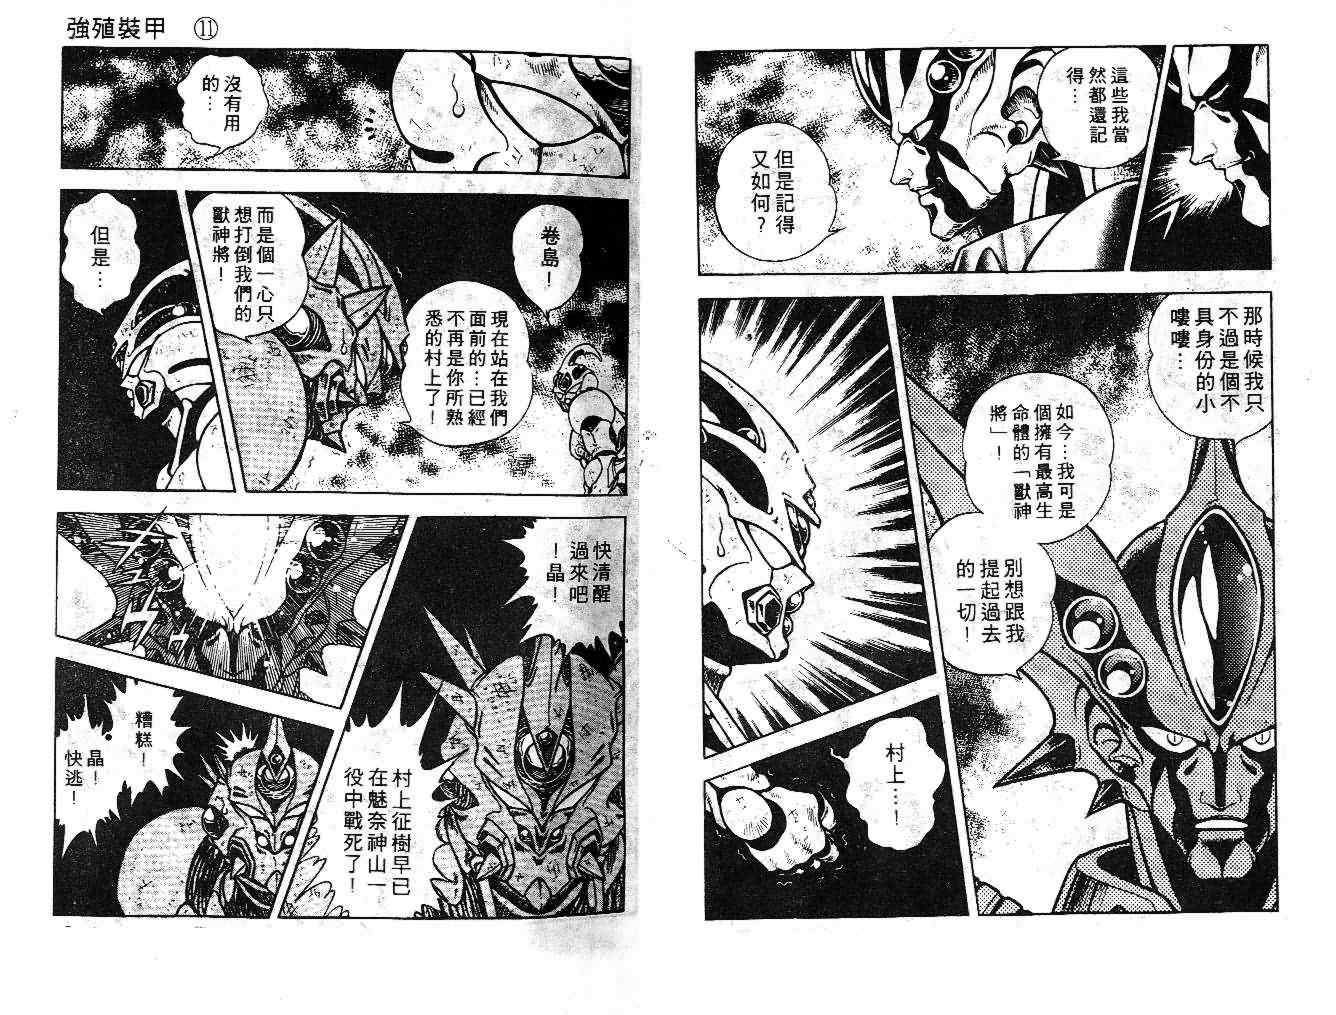 強殖裝甲 ⑪
這些我當
然都還記
得…
但是記得
又如何？
那時候我只
不過是個不
具身份的小
嘍嘍…
如今…我可是
個擁有最高生
命體的「獸神
將」！
別想跟我
提起過去
的一切！
村上…！
沒有用
的…
卷島！
現在站在我們
面前的…已經
不再是你所熟
悉的村上了！
而是個一心只
想打倒我們的
獸神將！
但是…
快清醒
過來吧
！晶！
村上征樹早已
在魅奈神山一
役中戰死了！
糟糕！
晶！
快逃！